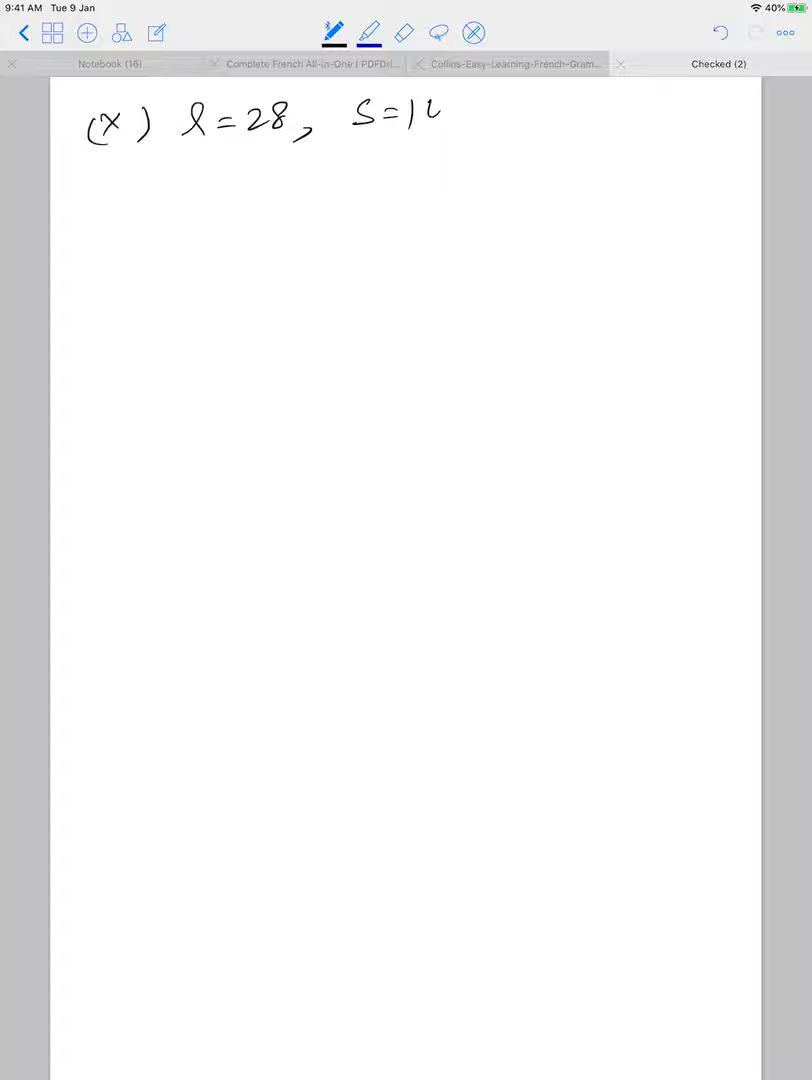 9:41 AM Tue 9 Jan 40%
Notebook (16) Complete French All-in-One ( PDFDri... Collins-Easy-Learning-French-Gram... Checked (2)
(x) l=28, S=1